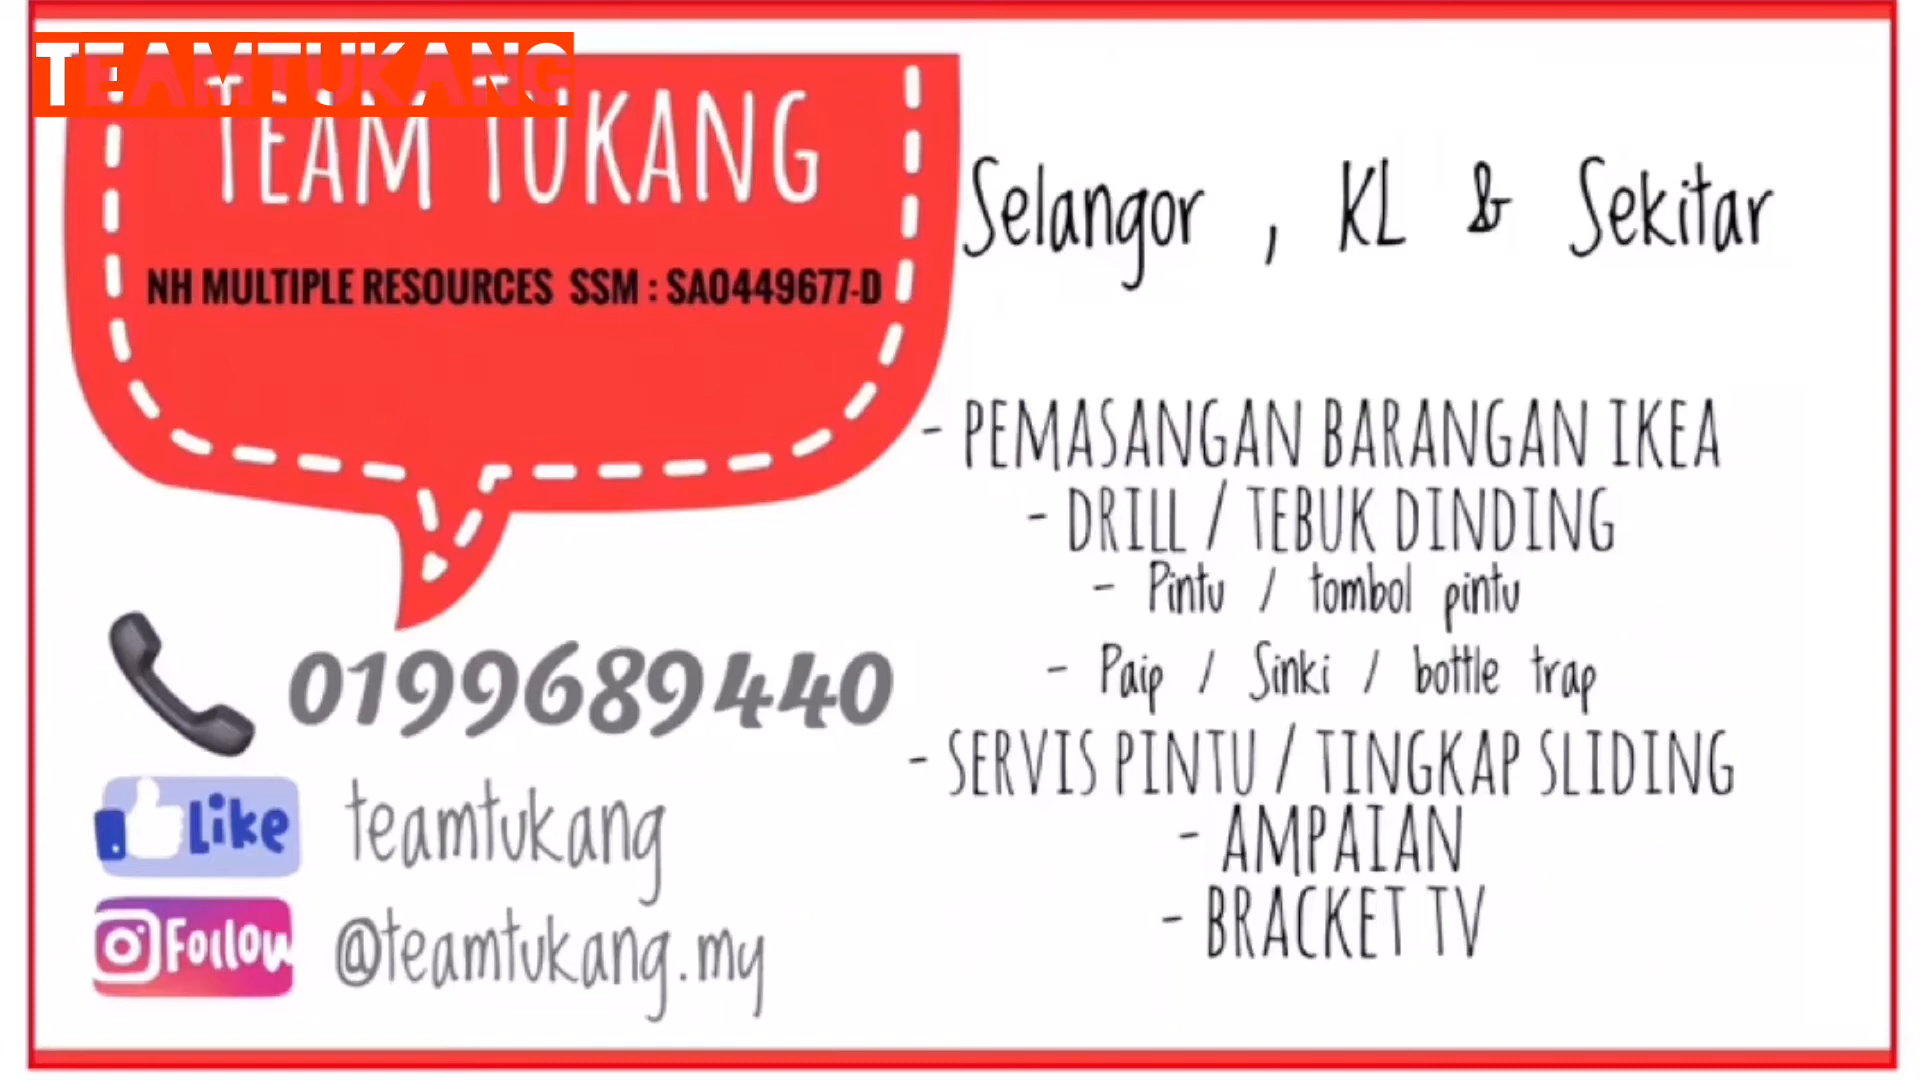 TEAMTUKANG
TEAM TUKANG
NH MULTIPLE RESOURCES SSM : SA0449677-D
0199689440
Like teamtukang
Follow @teamtukang.my
Selangor , KL & Sekitar
- PEMASANGAN BARANGAN IKEA
- DRILL / TEBUK DINDING
- Pintu / tombol pintu
- Paip / Sinki / bottle trap
- SERVIS PINTU / TINGKAP SLIDING
- AMPAIAN
- BRACKET TV